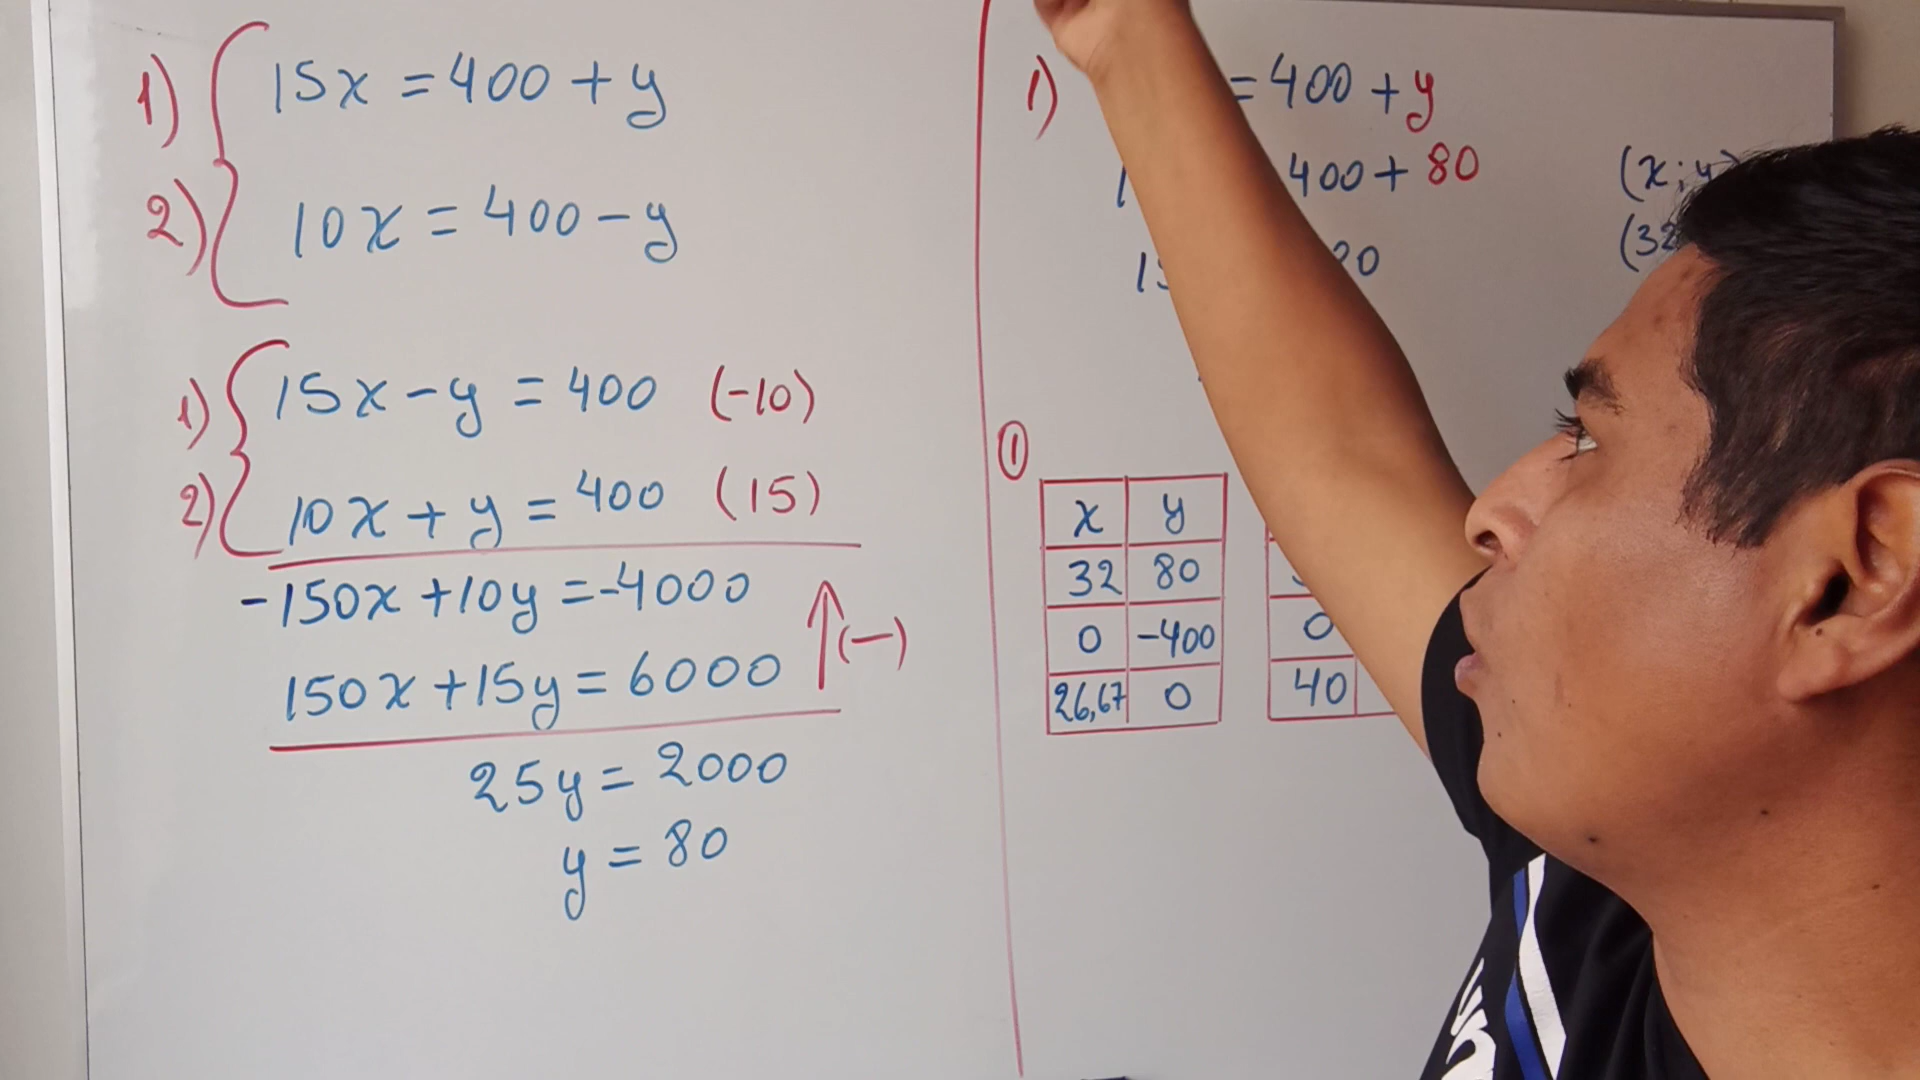 1) 15x = 400 + y
2) 10x = 400 - y
1) 15x - y = 400 (-10)
2) 10x + y = 400 (15)
-150x + 10y = -4000
150x + 15y = 6000 (-)
25y = 2000
y = 80
1) = 400 + y
400 + 80
20
(x; y)
(32
①
x y
32 80
0 -400
26,67 0
0
40